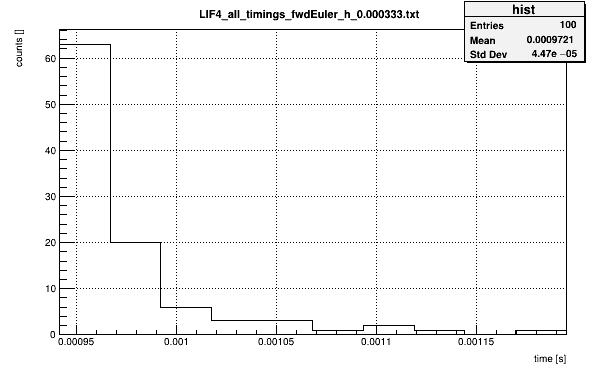 LIF4_all_timings_fwdEuler_h_0.000333.txt
hist
Entries 100
Mean 0.0009721
Std Dev 4.47e −05
counts []
60
50
40
30
20
10
0
0.00095 0.001 0.00105 0.0011 0.00115
time [s]